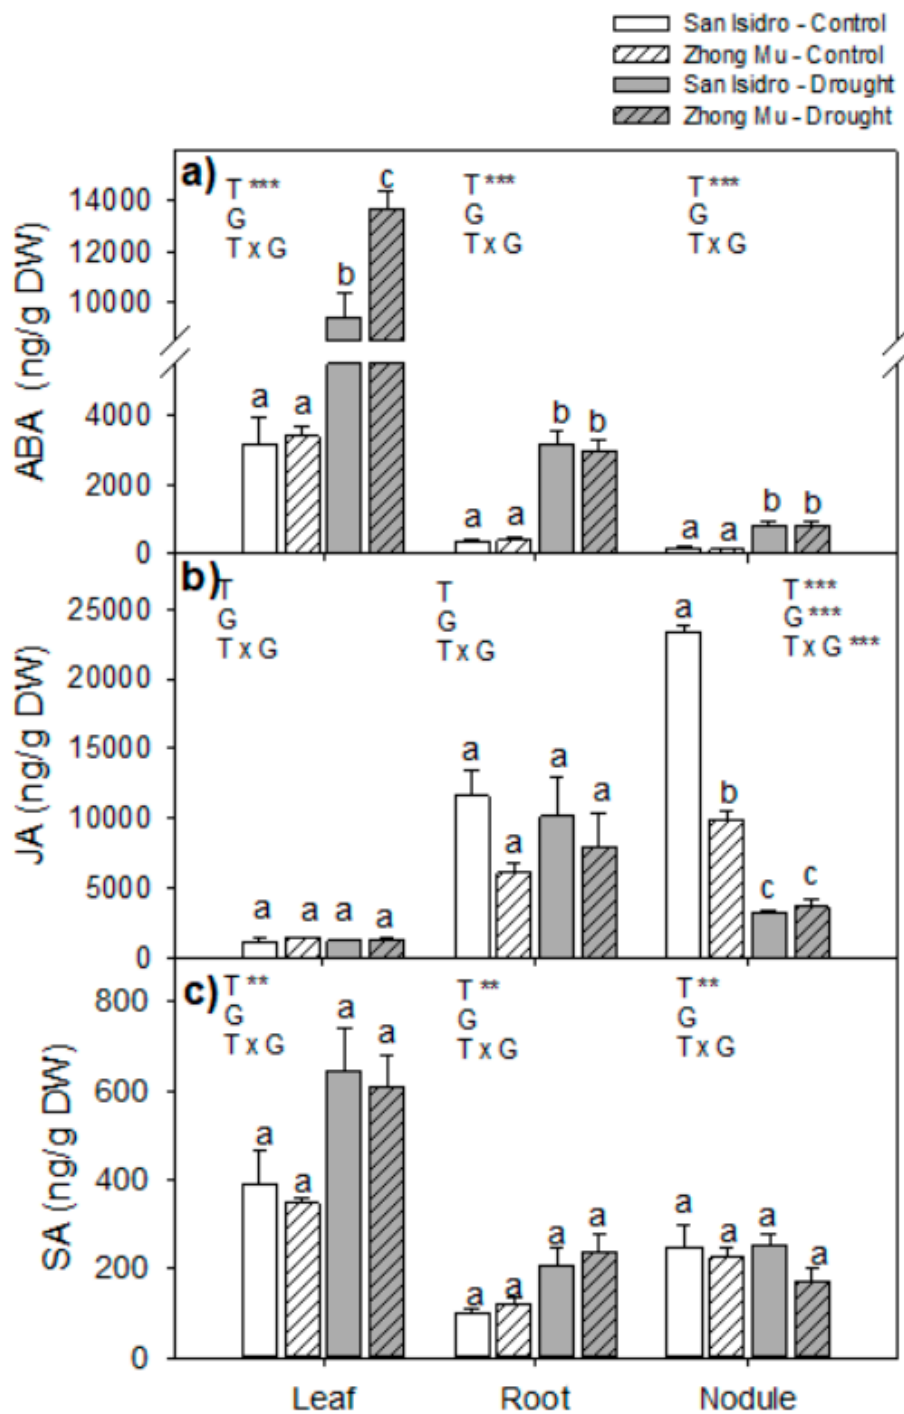 San Isidro - Control
Zhong Mu - Control
San Isidro - Drought
Zhong Mu - Drought
a)
T ***
G
T x G
T ***
G
T x G
T ***
G
T x G
ABA (ng/g DW)
14000
12000
10000
4000
2000
0
a a b c
a a b b
a a b b
b)
T
G
T x G
T
G
T x G
T ***
G ***
T x G ***
JA (ng/g DW)
25000
20000
15000
10000
5000
0
a a a a
a a a a
a b c c
c)
T **
G
T x G
T **
G
T x G
T **
G
T x G
SA (ng/g DW)
800
600
400
200
0
a a a a
a a a a
a a a a
Leaf Root Nodule